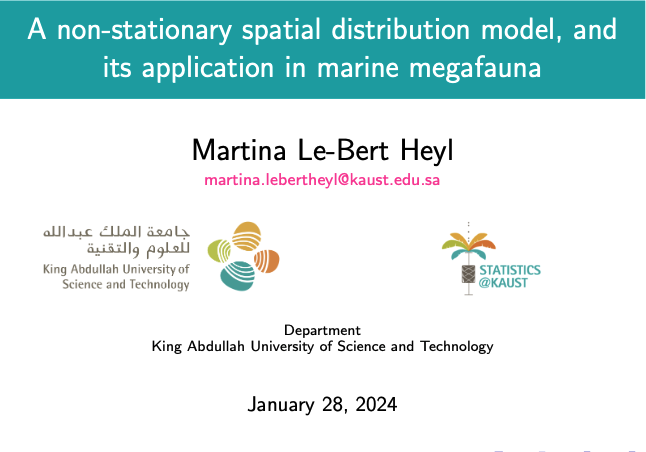 A non-stationary spatial distribution model, and
its application in marine megafauna
Martina Le-Bert Heyl
martina.lebertheyl@kaust.edu.sa
جامعة الملك عبدالله
للعلوم والتقنية
King Abdullah University of
Science and Technology
STATISTICS
@KAUST
Department
King Abdullah University of Science and Technology
January 28, 2024